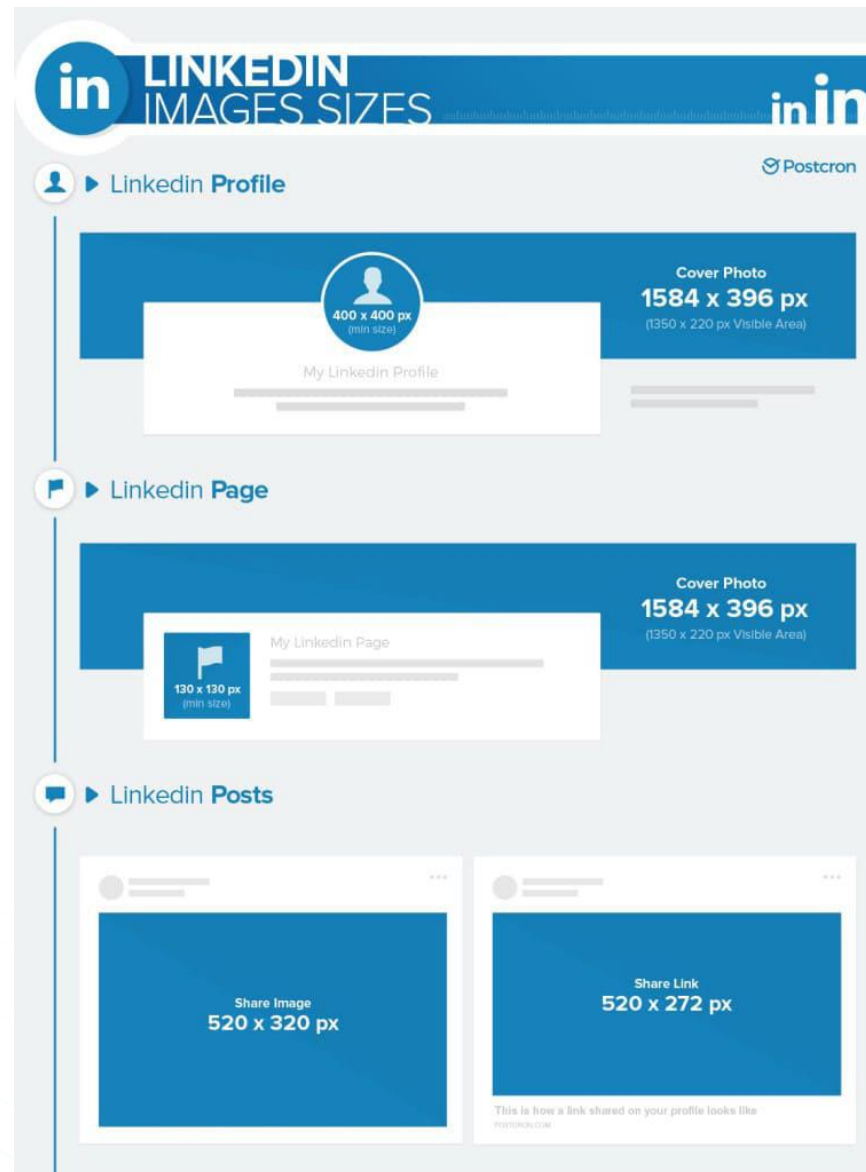 in
LINKEDIN
IMAGES SIZES
in in
Postcron
Linkedin Profile
Cover Photo
1584 x 396 px
(1350 x 220 px Visible Area)
400 x 400 px
(min size)
My Linkedin Profile
Linkedin Page
Cover Photo
1584 x 396 px
(1350 x 220 px Visible Area)
My Linkedin Page
130 x 130 px
(min size)
Linkedin Posts
Share Image
520 x 320 px
Share Link
520 x 272 px
This is how a link shared on your profile looks like
POSTCRON.COM